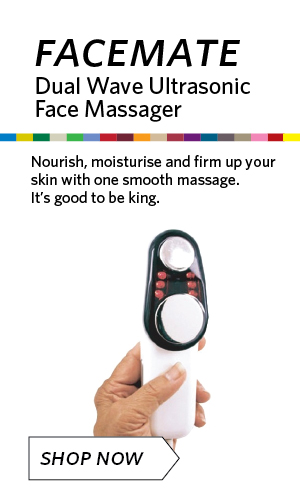 FACEMATE
Dual Wave Ultrasonic
Face Massager
Nourish, moisturise and firm up your
skin with one smooth massage.
It's good to be king.
SHOP NOW